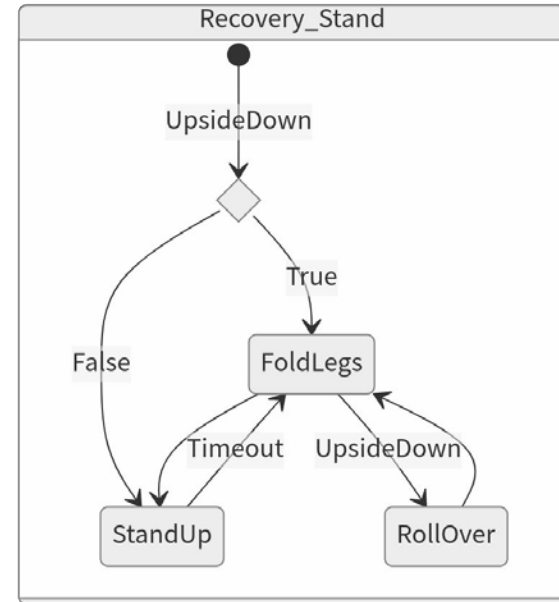 Recovery_Stand
UpsideDown
True
False
FoldLegs
Timeout
UpsideDown
StandUp
RollOver